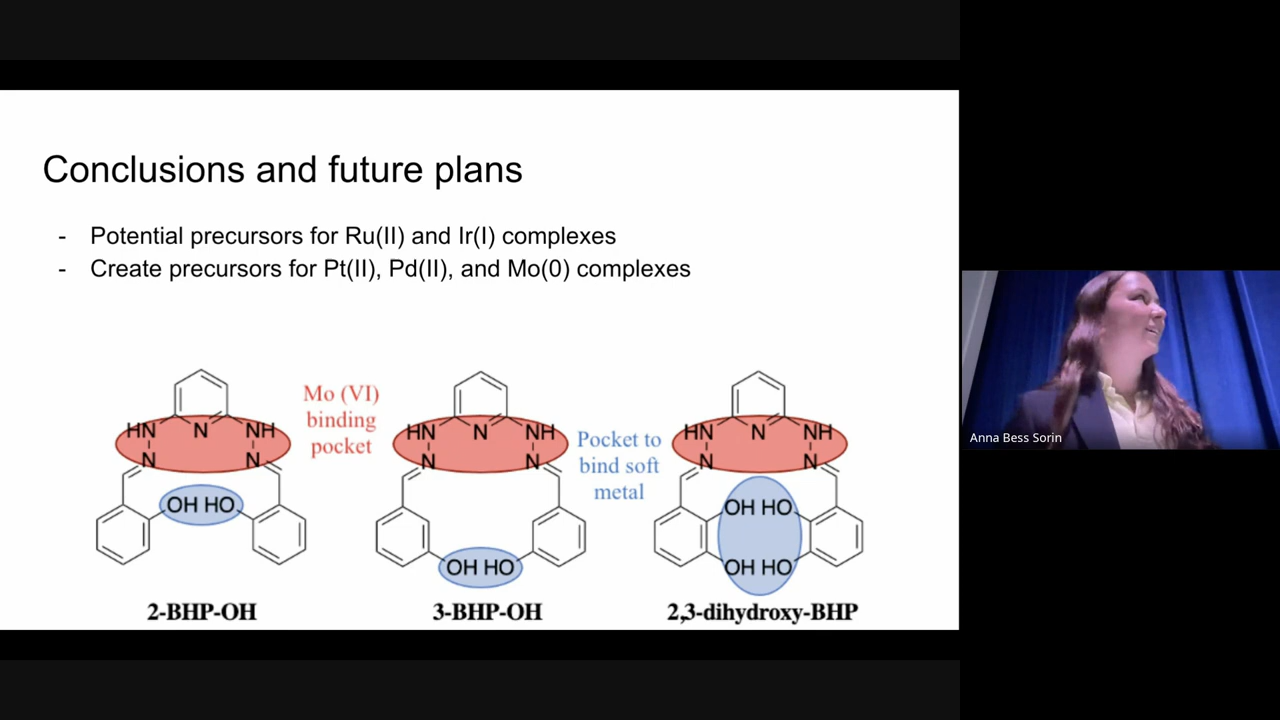 Conclusions and future plans
- Potential precursors for Ru(II) and Ir(I) complexes
- Create precursors for Pt(II), Pd(II), and Mo(0) complexes
Mo (VI)
binding
pocket
Pocket to
bind soft
metal
HN N NH
N N
OH HO
2-BHP-OH
HN N NH
N N
OH HO
3-BHP-OH
HN N NH
N N
OH HO
OH HO
2,3-dihydroxy-BHP
Anna Bess Sorin